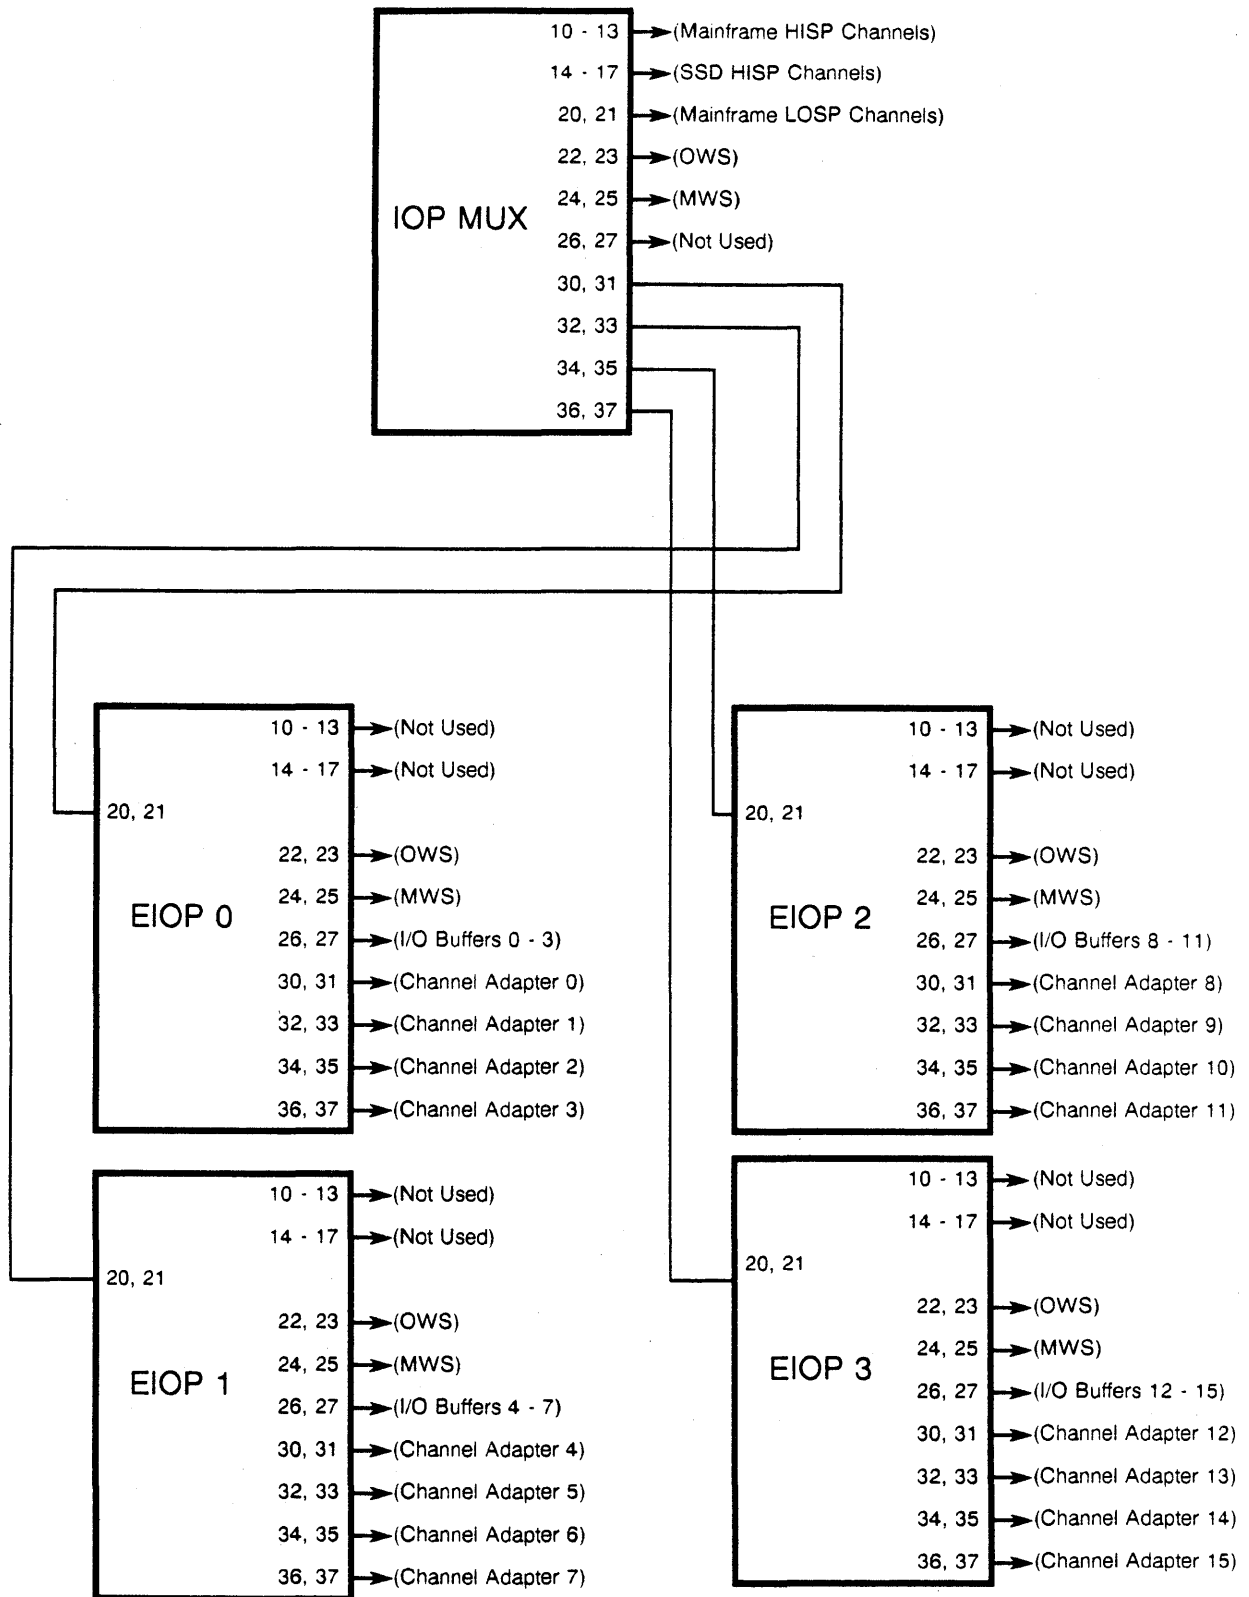 10 - 13 (Mainframe HISP Channels)
14 - 17 (SSD HISP Channels)
20, 21 (Mainframe LOSP Channels)
22, 23 (OWS)
24, 25 (MWS)
IOP MUX
26, 27 (Not Used)
30, 31
32, 33
34, 35
36, 37
10 - 13 (Not Used)
14 - 17 (Not Used)
20, 21
22, 23 (OWS)
24, 25 (MWS)
EIOP 0
26, 27 (I/O Buffers 0 - 3)
30, 31 (Channel Adapter 0)
32, 33 (Channel Adapter 1)
34, 35 (Channel Adapter 2)
36, 37 (Channel Adapter 3)
10 - 13 (Not Used)
14 - 17 (Not Used)
20, 21
22, 23 (OWS)
24, 25 (MWS)
EIOP 2
26, 27 (I/O Buffers 8 - 11)
30, 31 (Channel Adapter 8)
32, 33 (Channel Adapter 9)
34, 35 (Channel Adapter 10)
36, 37 (Channel Adapter 11)
10 - 13 (Not Used)
14 - 17 (Not Used)
20, 21
22, 23 (OWS)
24, 25 (MWS)
EIOP 1
26, 27 (I/O Buffers 4 - 7)
30, 31 (Channel Adapter 4)
32, 33 (Channel Adapter 5)
34, 35 (Channel Adapter 6)
36, 37 (Channel Adapter 7)
10 - 13 (Not Used)
14 - 17 (Not Used)
20, 21
22, 23 (OWS)
24, 25 (MWS)
EIOP 3
26, 27 (I/O Buffers 12 - 15)
30, 31 (Channel Adapter 12)
32, 33 (Channel Adapter 13)
34, 35 (Channel Adapter 14)
36, 37 (Channel Adapter 15)